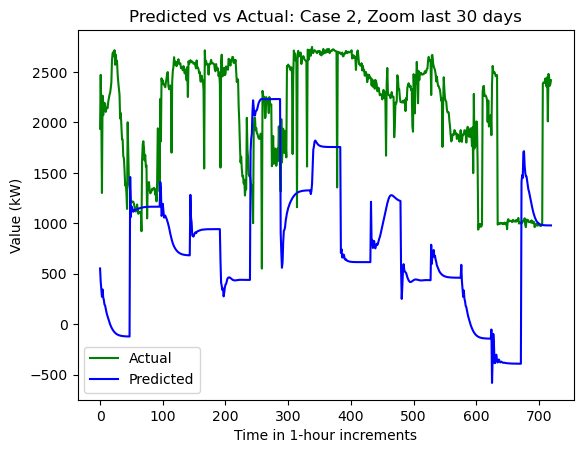 Predicted vs Actual: Case 2, Zoom last 30 days
Value (kW)
2500
2000
1500
1000
500
0
−500
Actual
Predicted
0 100 200 300 400 500 600 700
Time in 1-hour increments